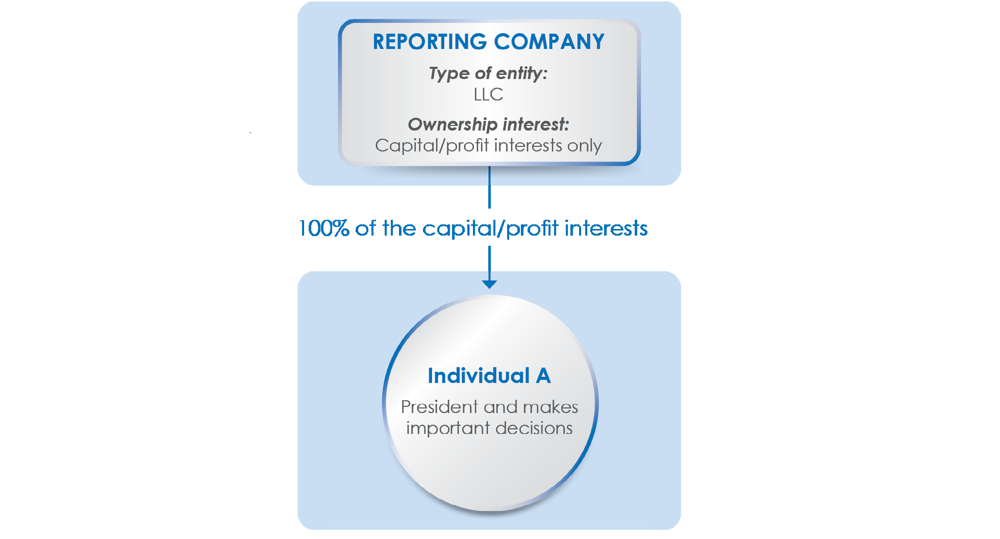 REPORTING COMPANY
Type of entity:
LLC
Ownership interest:
Capital/profit interests only
100% of the capital/profit interests
Individual A
President and makes
important decisions